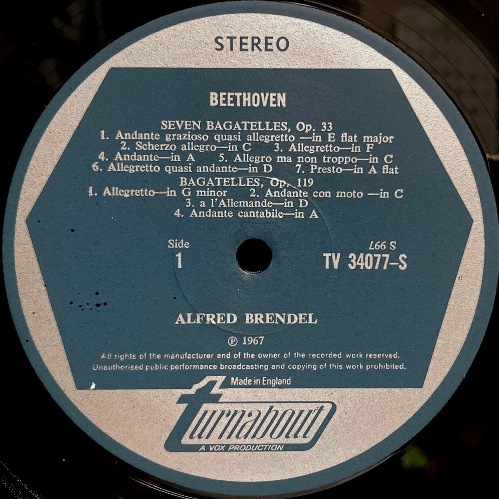 STEREO
BEETHOVEN
SEVEN BAGATELLES, Op. 33
1. Andante grazioso quasi allegretto —in E flat major
2. Scherzo allegro—in C 3. Allegretto—in F
4. Andante—in A 5. Allegro ma non troppo—in C
6. Allegretto quasi andante—in D 7. Presto—in A flat
BAGATELLES, Op. 119
1. Allegretto—in G minor 2. Andante con moto —in C
3. a l'Allemande—in D
4. Andante cantabile—in A
Side
1
L66 S
TV 34077-S
ALFRED BRENDEL
℗ 1967
All rights of the manufacturer and of the owner of the recorded work reserved.
Unauthorised public performance broadcasting and copying of this work prohibited.
Made in England
turnabout
A VOX PRODUCTION